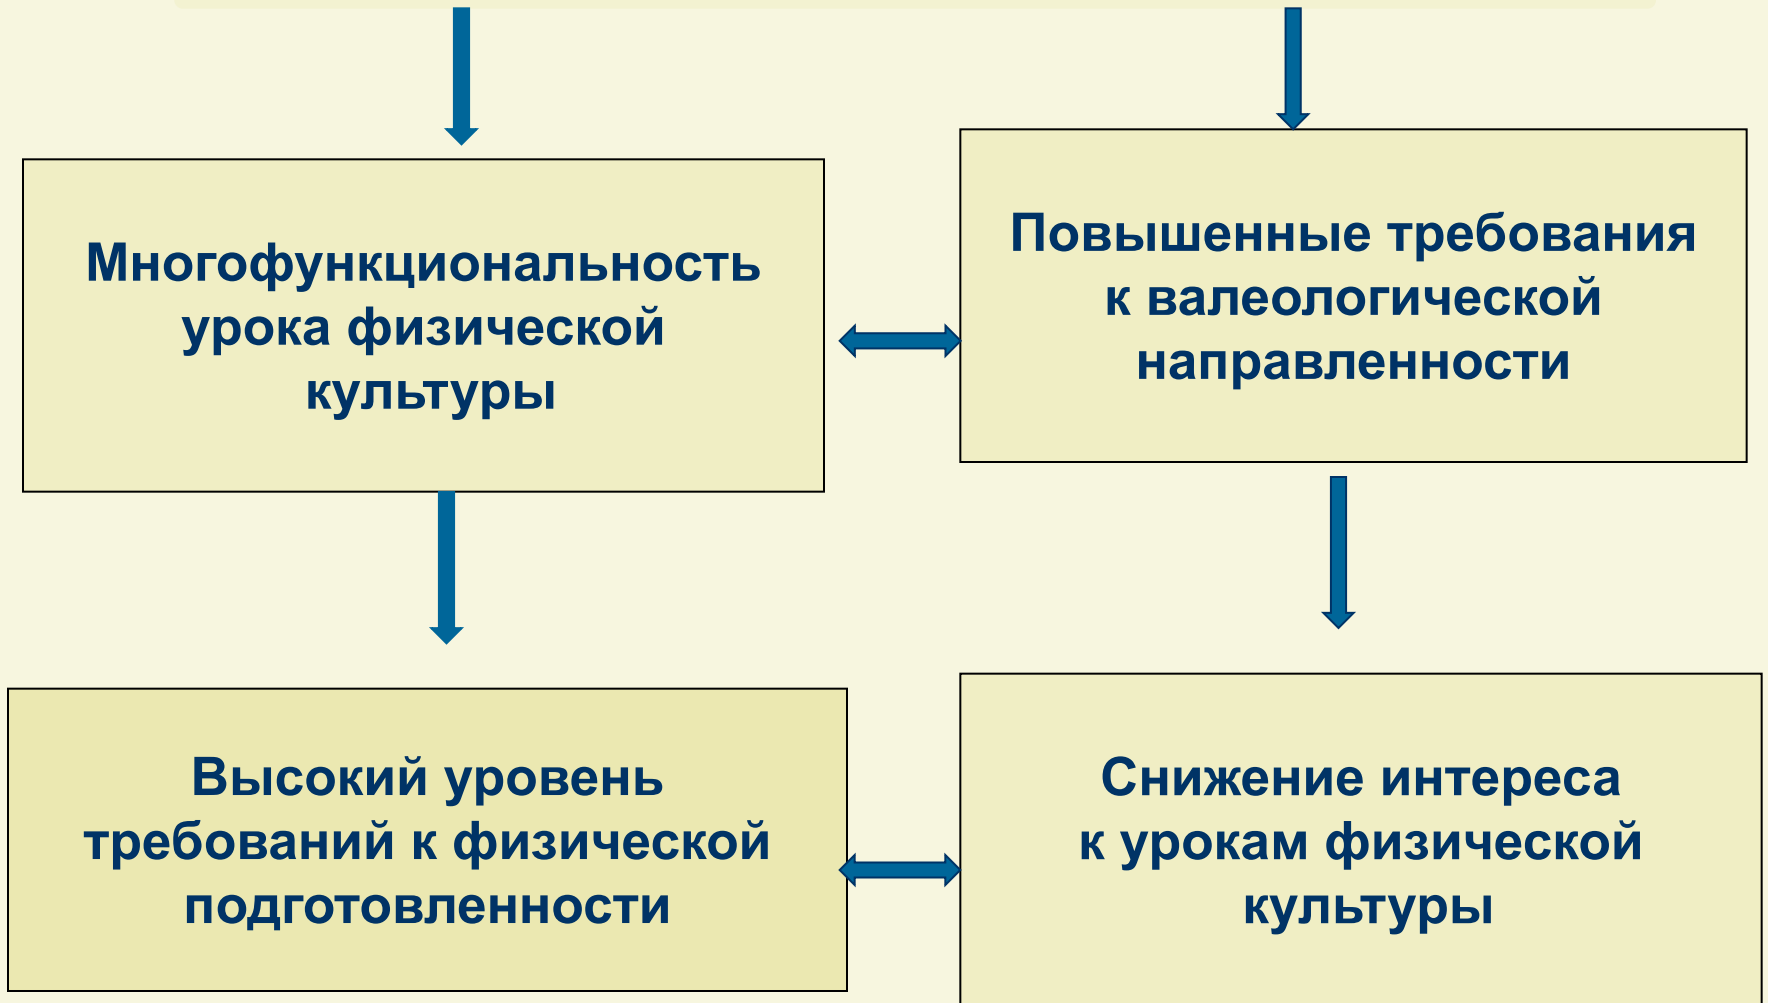 Многофункциональность
урока физической
культуры
Повышенные требования
к валеологической
направленности
Высокий уровень
требований к физической
подготовленности
Снижение интереса
к урокам физической
культуры